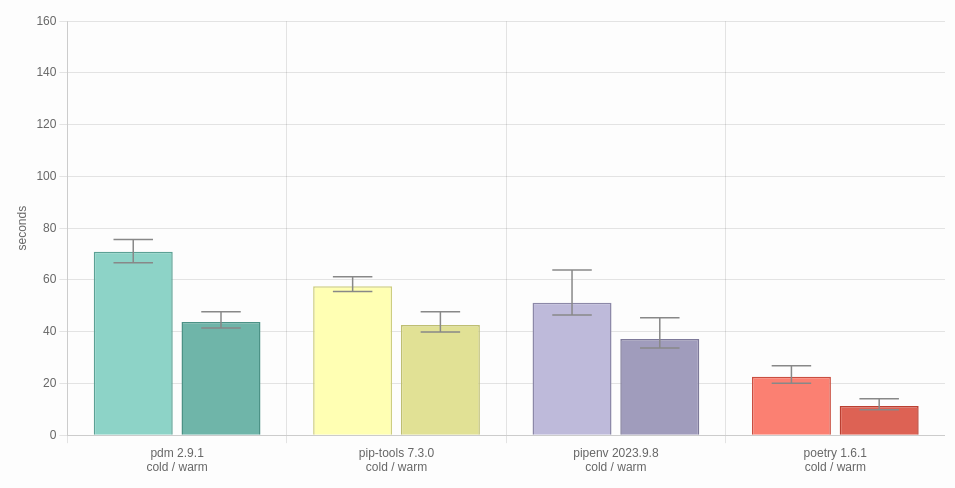 160
140
120
100
80
60
40
20
0
seconds
pdm 2.9.1
cold / warm
pip-tools 7.3.0
cold / warm
pipenv 2023.9.8
cold / warm
poetry 1.6.1
cold / warm